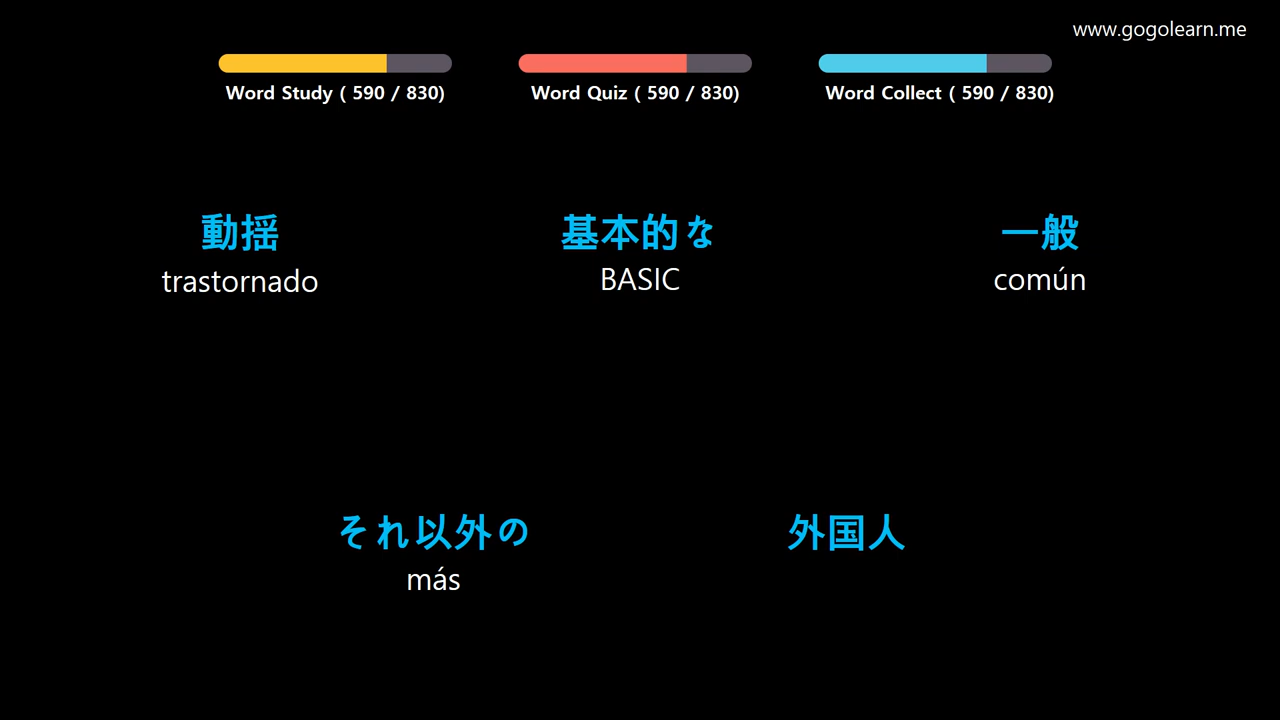 www.gogolearn.me
Word Study ( 590 / 830)
Word Quiz ( 590 / 830)
Word Collect ( 590 / 830)
動揺
trastornado
基本的な
BASIC
一般
común
それ以外の
más
外国人